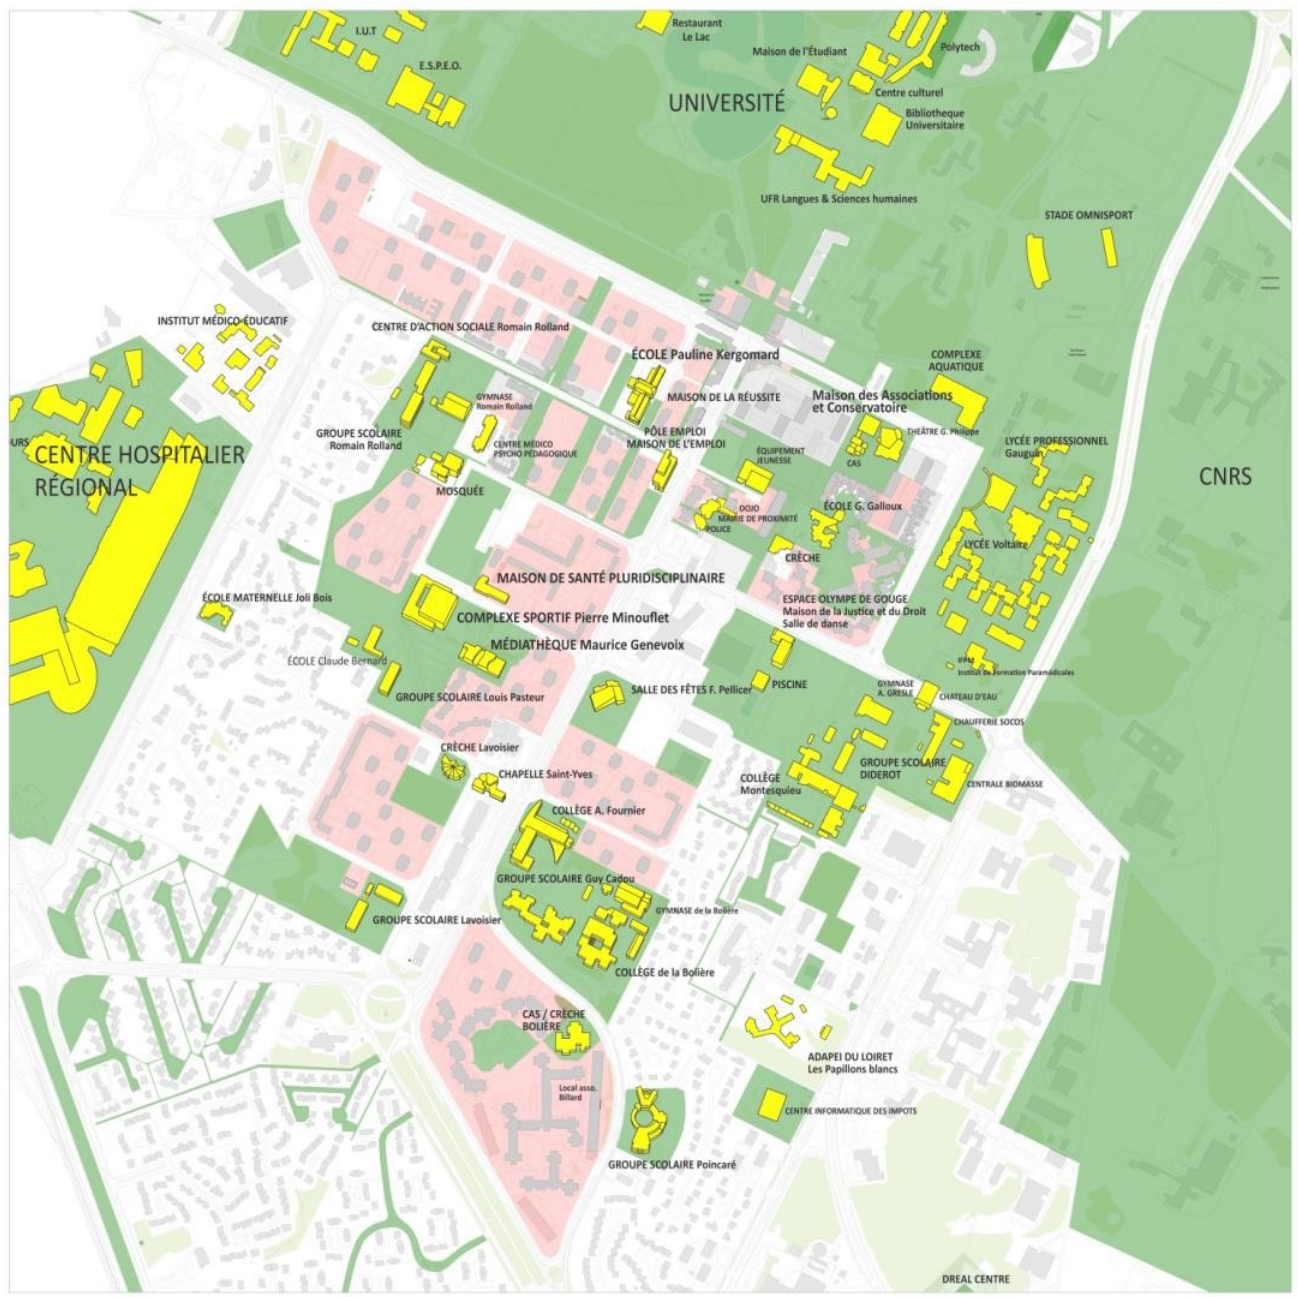 I.U.T
Restaurant
Le Lac
Maison de l'Étudiant
Polytech
E.S.P.E.O.
Centre culturel
UNIVERSITÉ
Bibliotheque
Universitaire
UFR Langues & Sciences humaines
STADE OMNISPORT
INSTITUT MÉDICO-ÉDUCATIF
CENTRE D'ACTION SOCIALE Romain Rolland
ÉCOLE Pauline Kergomard
COMPLEXE
AQUATIQUE
GYMNASE
Romain Rolland
MAISON DE LA RÉUSSITE
Maison des Associations
et Conservatoire
THÉÂTRE G. Philippe
GROUPE SCOLAIRE
Romain Rolland
PÔLE EMPLOI
MAISON DE L'EMPLOI
CENTRE MÉDICO
PSYCHO PÉDAGOGIQUE
ÉQUIPEMENT
JEUNESSE
CAS
LYCÉE PROFESSIONNEL
Gauguin
URS
CENTRE HOSPITALIER
RÉGIONAL
CNRS
MOSQUÉE
DOJO
MAIRIE DE PROXIMITÉ
POLICE
ÉCOLE G. Galloux
LYCÉE Voltaire
CRÈCHE
MAISON DE SANTÉ PLURIDISCIPLINAIRE
ÉCOLE MATERNELLE Joli Bois
ESPACE OLYMPE DE GOUGE
Maison de la Justice et du Droit
Salle de danse
COMPLEXE SPORTIF Pierre Minouflet
MÉDIATHÈQUE Maurice Genevoix
ÉCOLE Claude Bernard
IFPM
Institut de Formation Paramédicales
GROUPE SCOLAIRE Louis Pasteur
SALLE DES FÊTES F. Pellicer
PISCINE
GYMNASE
A. GRESLE
CHATEAU D'EAU
CHAUFFERIE SOCOS
CRÈCHE Lavoisier
CHAPELLE Saint-Yves
COLLÈGE
Montesquieu
GROUPE SCOLAIRE
DIDEROT
CENTRALE BIOMASSE
COLLÈGE A. Fournier
GROUPE SCOLAIRE Guy Cadou
GROUPE SCOLAIRE Lavoisier
GYMNASE de la Bolière
COLLÈGE de la Bolière
CAS / CRÈCHE
BOLIÈRE
ADAPEI DU LOIRET
Les Papillons blancs
Local asso.
Billard
CENTRE INFORMATIQUE DES IMPOTS
GROUPE SCOLAIRE Poincaré
DREAL CENTRE